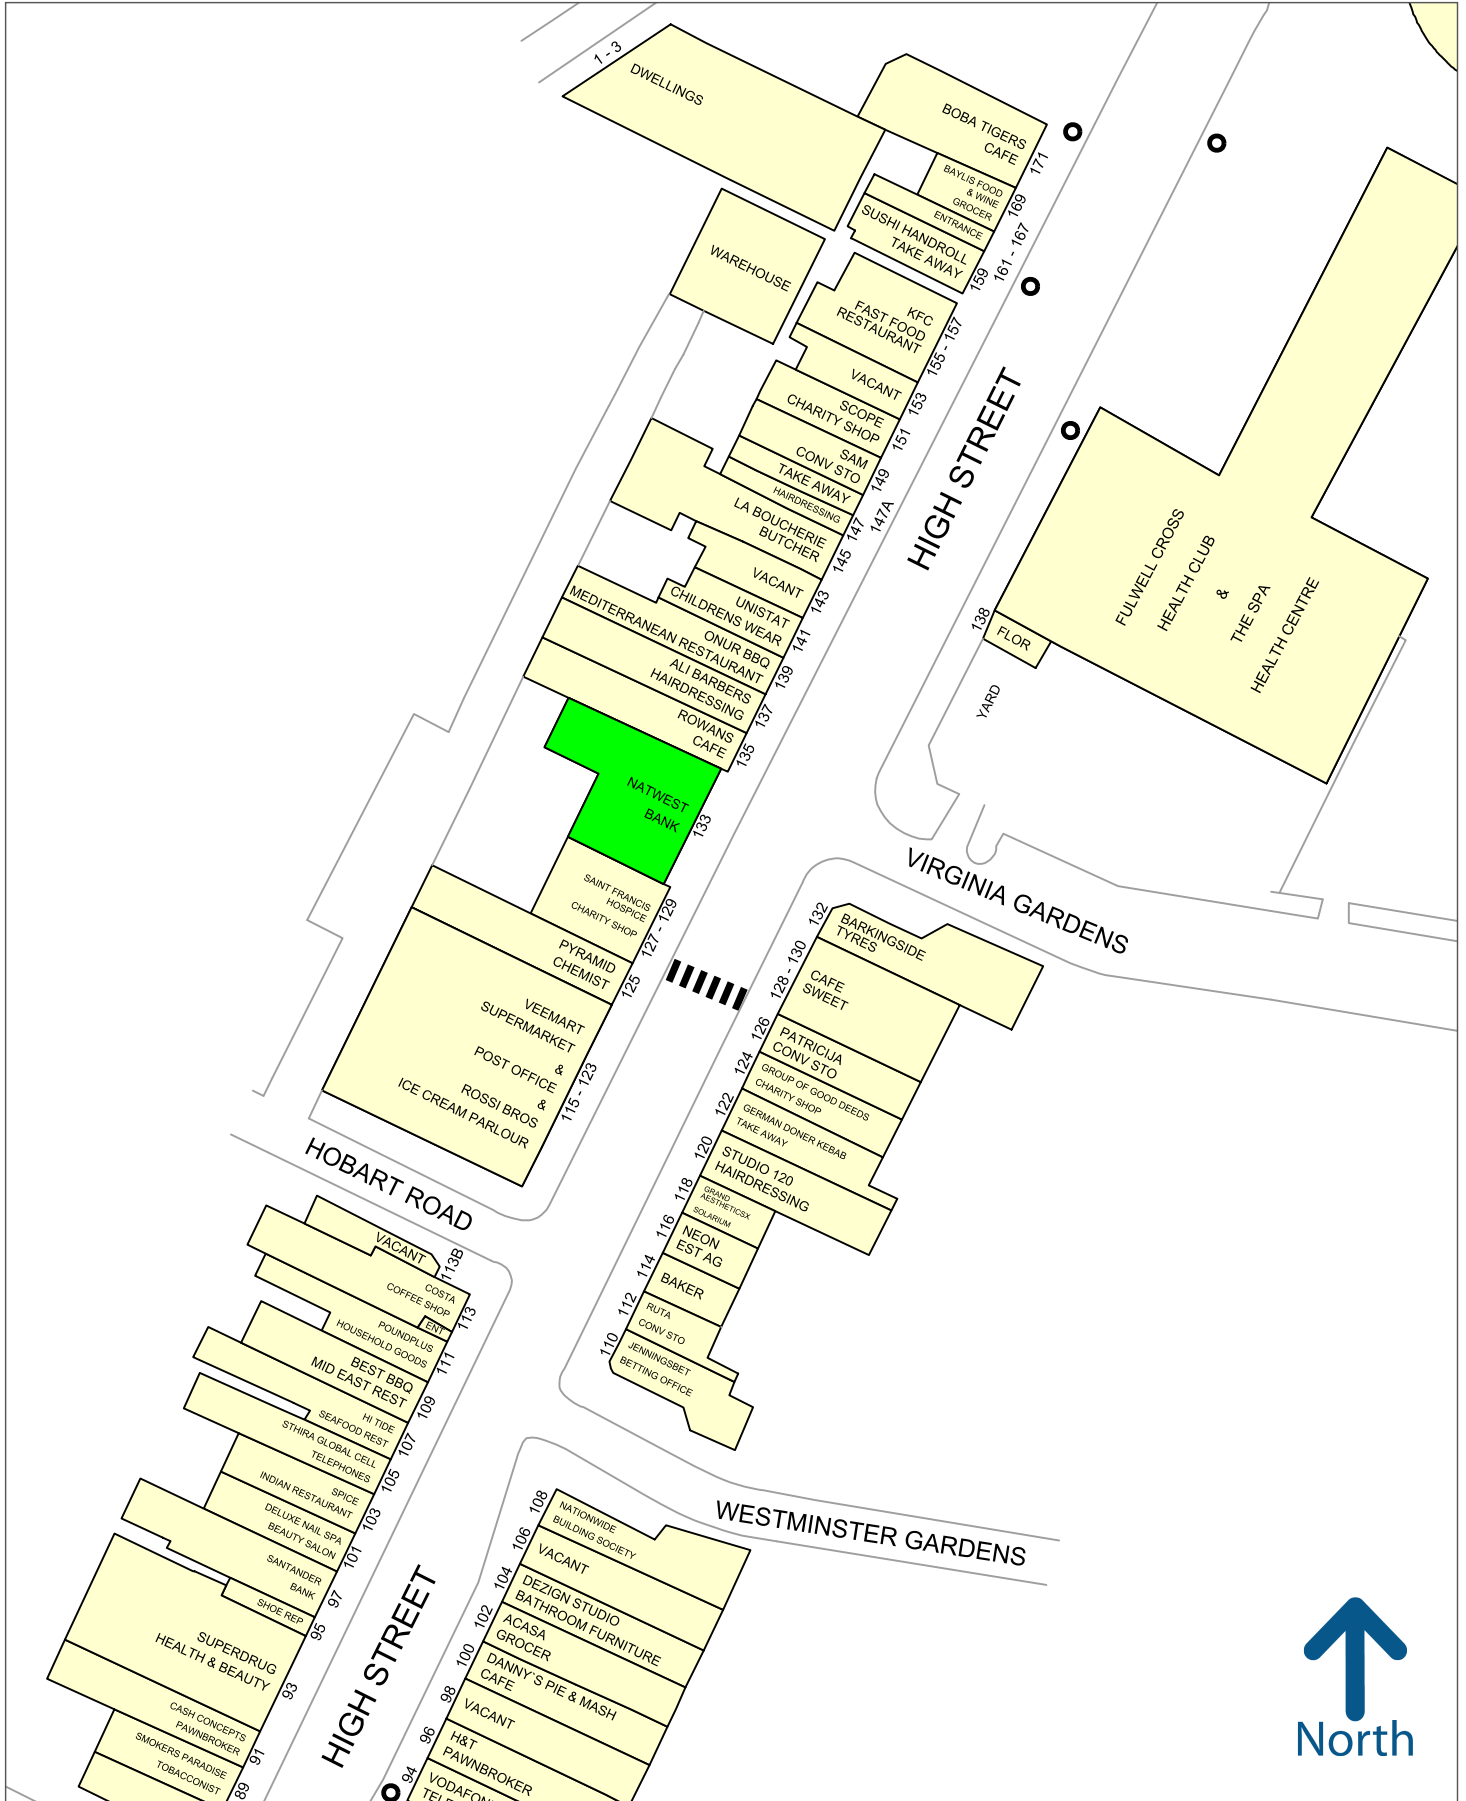 1 - 3
DWELLINGS
BOBA TIGERS
CAFE
171
BAYLIS FOOD
& WINE
GROCER
169
ENTRANCE
161 - 167
SUSHI HANDROLL
TAKE AWAY
159
WAREHOUSE
KFC
FAST FOOD
RESTAURANT
155 - 157
VACANT
153
SCOPE
CHARITY SHOP
151
SAM
CONV STO
149
TAKE AWAY
147A
HAIRDRESSING
147
LA BOUCHERIE
BUTCHER
145
VACANT
143
UNISTAT
CHILDRENS WEAR
141
ONUR BBQ
MEDITERRANEAN RESTAURANT
139
ALI BARBERS
HAIRDRESSING
137
ROWANS
CAFE
135
NATWEST
BANK
133
SAINT FRANCIS
HOSPICE
CHARITY SHOP
127 - 129
PYRAMID
CHEMIST
125
VEEMART
SUPERMARKET
&
POST OFFICE
&
ROSSI BROS
ICE CREAM PARLOUR
115 - 123
HIGH STREET
FULWELL CROSS
HEALTH CLUB
&
THE SPA
HEALTH CENTRE
138
FLOR
YARD
VIRGINIA GARDENS
132
BARKINGSIDE
TYRES
128 - 130
CAFE
SWEET
126
PATRICIJA
CONV STO
124
GROUP OF GOOD DEEDS
CHARITY SHOP
122
GERMAN DONER KEBAB
TAKE AWAY
120
STUDIO 120
HAIRDRESSING
118
GRAND
AESTHETICSX
SOLARIUM
116
NEON
EST AG
114
BAKER
112
RUTA
CONV STO
110
JENNINGSBET
BETTING OFFICE
HOBART ROAD
VACANT
113B
COSTA
COFFEE SHOP
113
ENT
POUNDPLUS
HOUSEHOLD GOODS
111
BEST BBQ
MID EAST REST
109
HI TIDE
SEAFOOD REST
107
STHIRA GLOBAL CELL
TELEPHONES
105
SPICE
INDIAN RESTAURANT
103
DELUXE NAIL SPA
BEAUTY SALON
101
SANTANDER
BANK
97
SHOE REP
95
SUPERDRUG
HEALTH & BEAUTY
93
CASH CONCEPTS
PAWNBROKER
91
SMOKERS PARADISE
TOBACCONIST
89
HIGH STREET
WESTMINSTER GARDENS
108
NATIONWIDE
BUILDING SOCIETY
106
VACANT
104
DEZIGN STUDIO
BATHROOM FURNITURE
102
ACASA
GROCER
100
DANNY`S PIE & MASH
CAFE
98
VACANT
96
H&T
PAWNBROKER
94
North